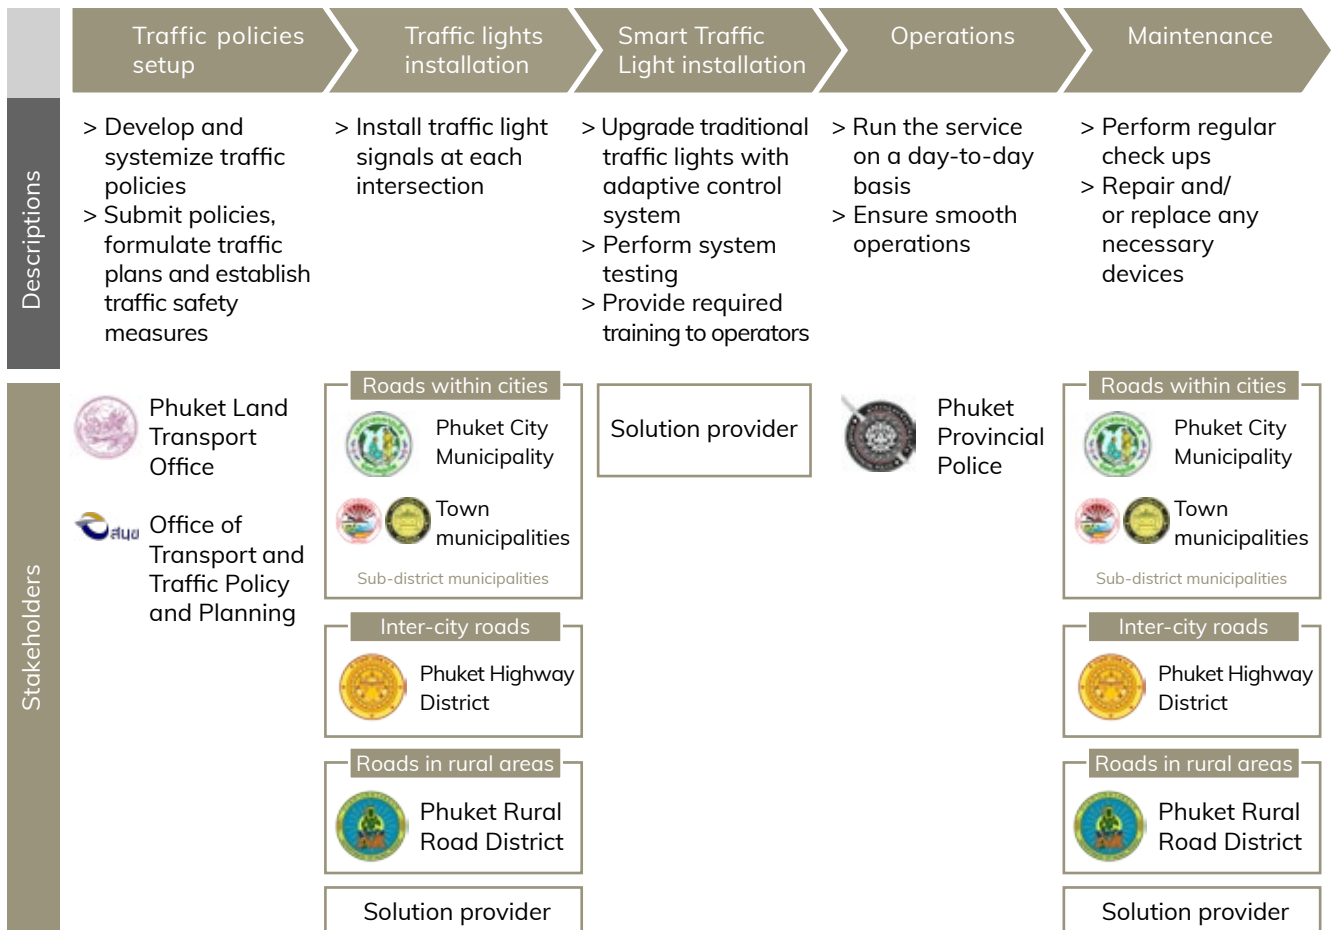 Traffic policies
setup
Traffic lights
installation
Smart Traffic
Light installation
Operations
Maintenance
Descriptions
> Develop and
systemize traffic
policies
> Submit policies,
formulate traffic
plans and establish
traffic safety
measures
> Install traffic light
signals at each
intersection
> Upgrade traditional
traffic lights with
adaptive control
system
> Perform system
testing
> Provide required
training to operators
> Run the service
on a day-to-day
basis
> Ensure smooth
operations
> Perform regular
check ups
> Repair and/
or replace any
necessary
devices
Stakeholders
Phuket Land
Transport
Office
สนข
Office of
Transport and
Traffic Policy
and Planning
Roads within cities
Phuket City
Municipality
Town
municipalities
Sub-district municipalities
Inter-city roads
Phuket Highway
District
Roads in rural areas
Phuket Rural
Road District
Solution provider
Solution provider
Phuket
Provincial
Police
Roads within cities
Phuket City
Municipality
Town
municipalities
Sub-district municipalities
Inter-city roads
Phuket Highway
District
Roads in rural areas
Phuket Rural
Road District
Solution provider